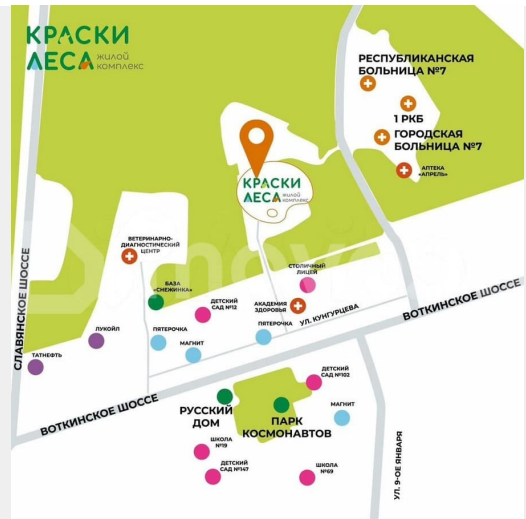 КРАСКИ
ЛЕСА жилой
комплекс
РЕСПУБЛИКАНСКАЯ
БОЛЬНИЦА №7
1 РКБ
ГОРОДСКАЯ
БОЛЬНИЦА №7
АПТЕКА
«АПРЕЛЬ»
КРАСКИ
ЛЕСА жилой
комплекс
ВЕТЕРИНАРНО-
ДИАГНОСТИЧЕСКИЙ
ЦЕНТР
БАЗА
«СНЕЖИНКА»
СТОЛИЧНЫЙ
ЛИЦЕЙ
ДЕТСКИЙ
САД №12
АКАДЕМИЯ
ЗДОРОВЬЯ
УЛ. КУНГУРЦЕВА
ВОТКИНСКОЕ ШОССЕ
СЛАВЯНСКОЕ ШОССЕ
ЛУКОЙЛ
ПЯТЕРОЧКА
ПЯТЕРОЧКА
МАГНИТ
ТАТНЕФТЬ
ВОТКИНСКОЕ ШОССЕ
ДЕТСКИЙ
САД №102
РУССКИЙ
ДОМ
ПАРК
КОСМОНАВТОВ
МАГНИТ
ШКОЛА
№19
ДЕТСКИЙ
САД №147
ШКОЛА
№69
УЛ. 9-ОЕ ЯНВАРЯ